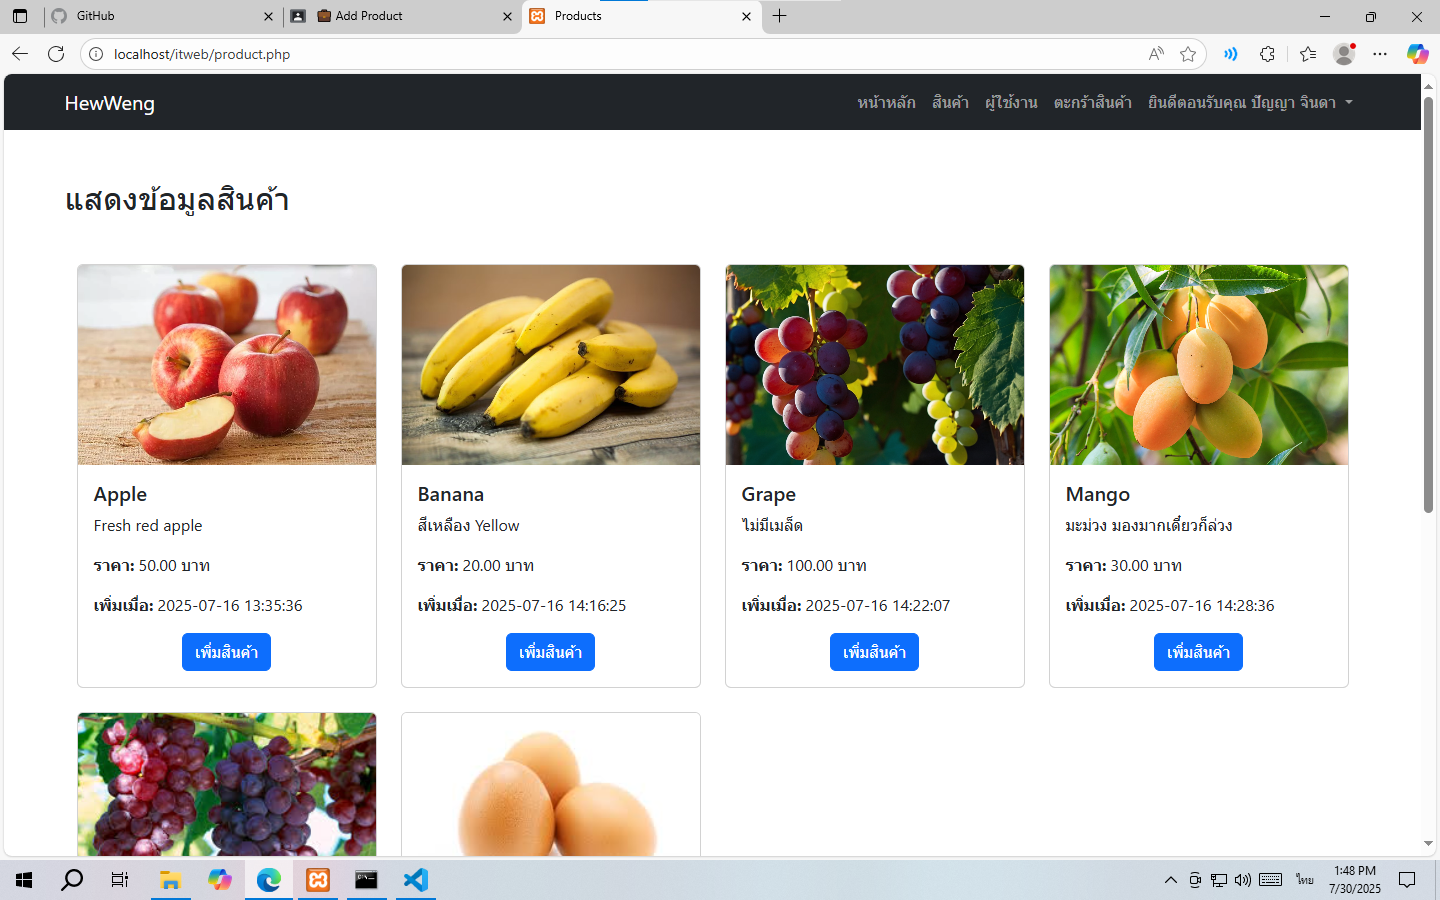 GitHub
Add Product
Products
localhost/itweb/product.php
HewWeng
หน้าหลัก สินค้า ผู้ใช้งาน ตะกร้าสินค้า ยินดีตอนรับคุณ ปัญญา จินดา
แสดงข้อมูลสินค้า
Apple
Fresh red apple
ราคา: 50.00 บาท
เพิ่มเมื่อ: 2025-07-16 13:35:36
เพิ่มสินค้า
Banana
สีเหลือง Yellow
ราคา: 20.00 บาท
เพิ่มเมื่อ: 2025-07-16 14:16:25
เพิ่มสินค้า
Grape
ไม่มีเมล็ด
ราคา: 100.00 บาท
เพิ่มเมื่อ: 2025-07-16 14:22:07
เพิ่มสินค้า
Mango
มะม่วง มองมากเดี๋ยวก็ล่วง
ราคา: 30.00 บาท
เพิ่มเมื่อ: 2025-07-16 14:28:36
เพิ่มสินค้า
ไทย
1:48 PM
7/30/2025